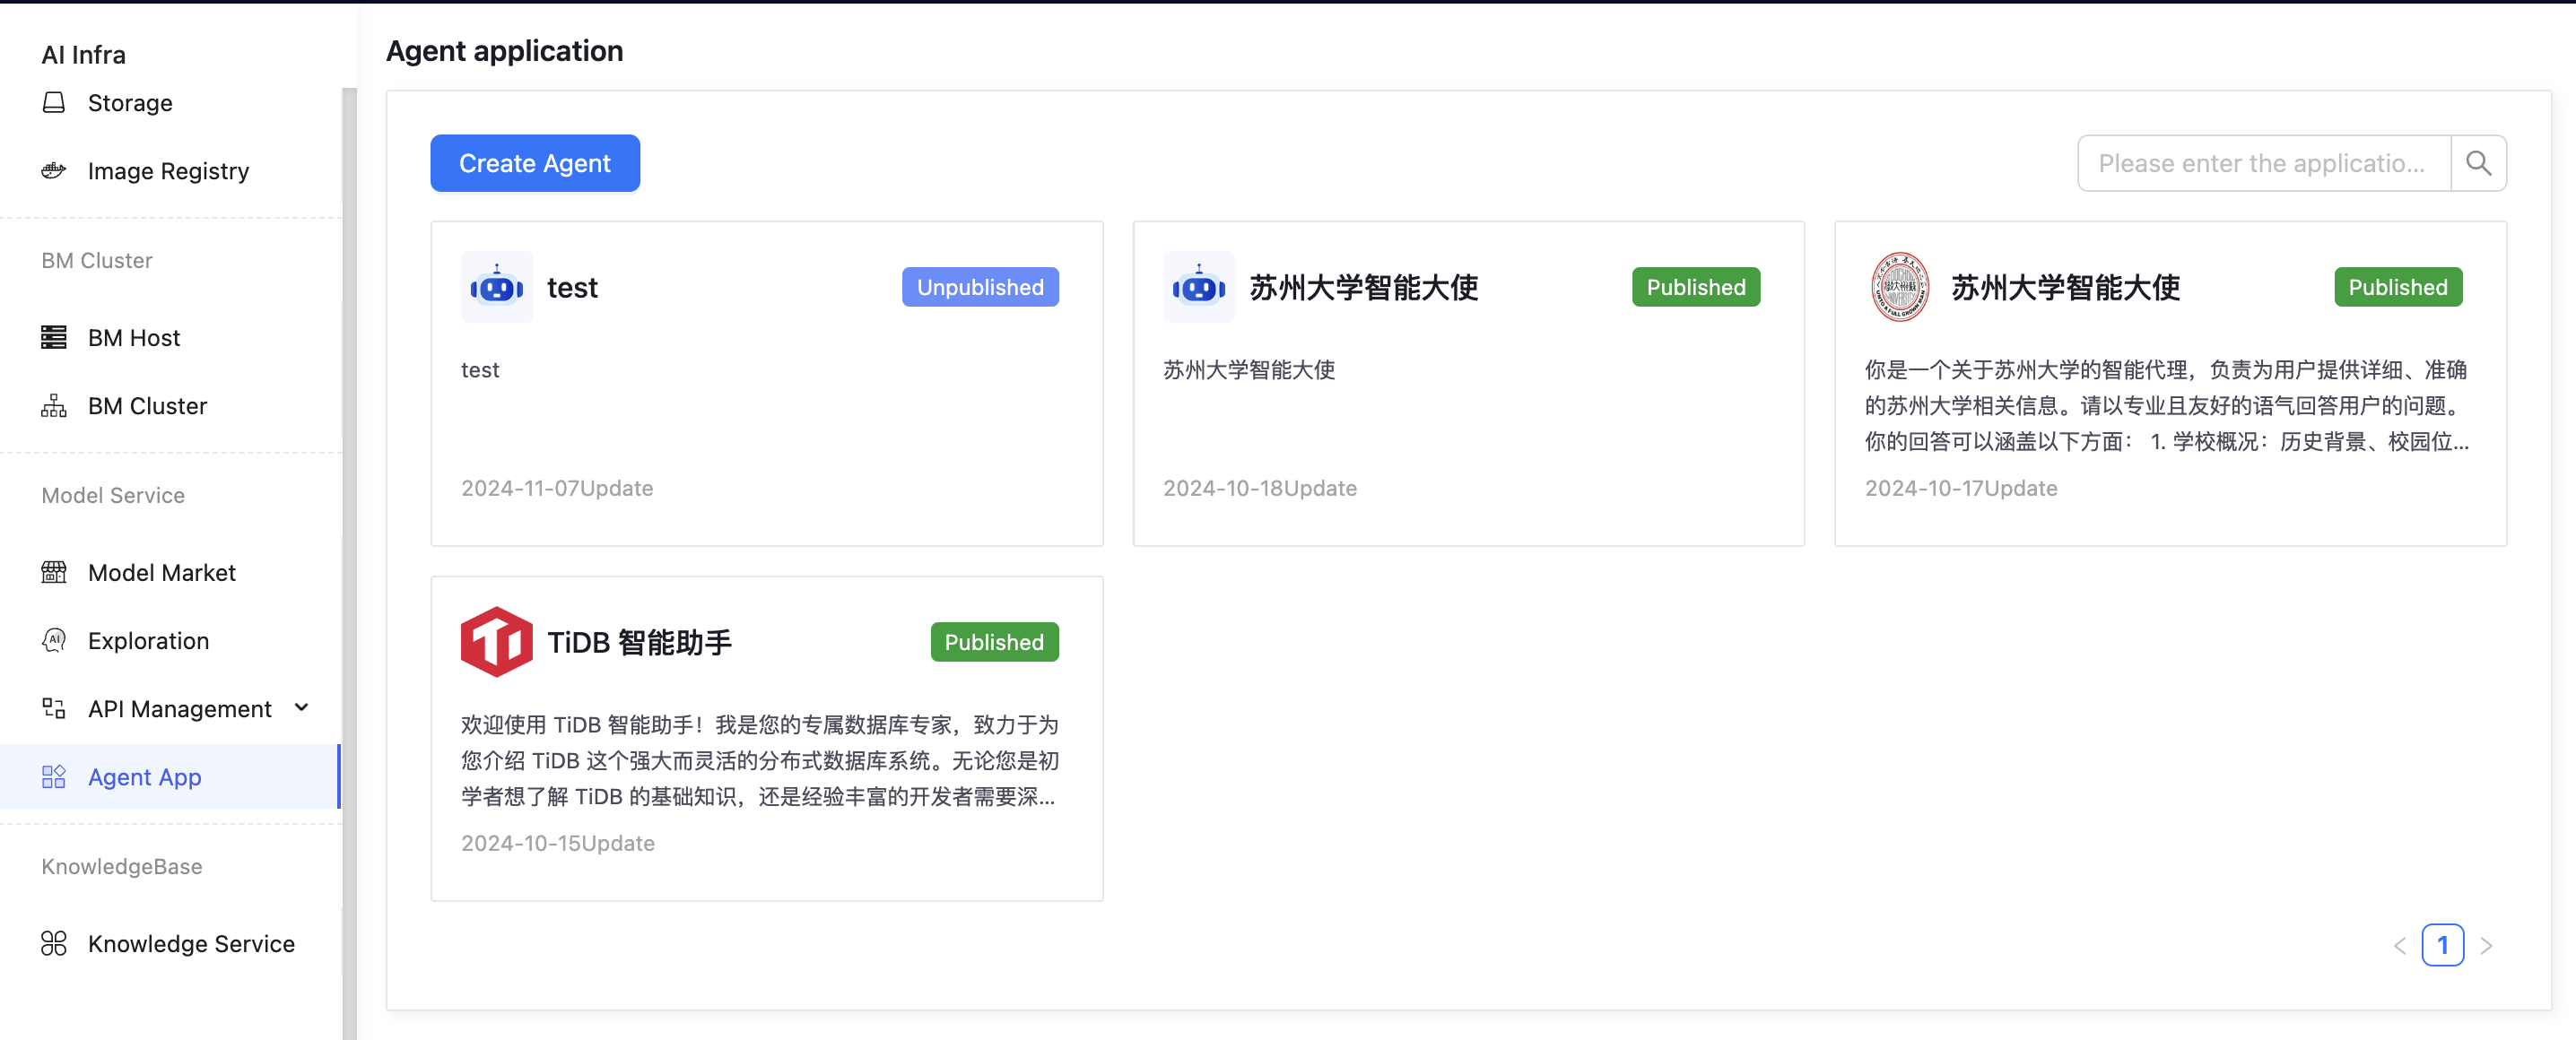 AI Infra
Storage
Image Registry
BM Cluster
BM Host
BM Cluster
Model Service
Model Market
Exploration
API Management
Agent App
KnowledgeBase
Knowledge Service
Agent application
Create Agent
Please enter the applicatio...
test
Unpublished
test
2024-11-07Update
苏州大学智能大使
Published
苏州大学智能大使
2024-10-18Update
苏州大学智能大使
Published
你是一个关于苏州大学的智能代理，负责为用户提供详细、准确
的苏州大学相关信息。请以专业且友好的语气回答用户的问题。
你的回答可以涵盖以下方面： 1. 学校概况：历史背景、校园位...
2024-10-17Update
TiDB 智能助手
Published
欢迎使用 TiDB 智能助手！我是您的专属数据库专家，致力于为
您介绍 TiDB 这个强大而灵活的分布式数据库系统。无论您是初
学者想了解 TiDB 的基础知识，还是经验丰富的开发者需要深...
2024-10-15Update
1